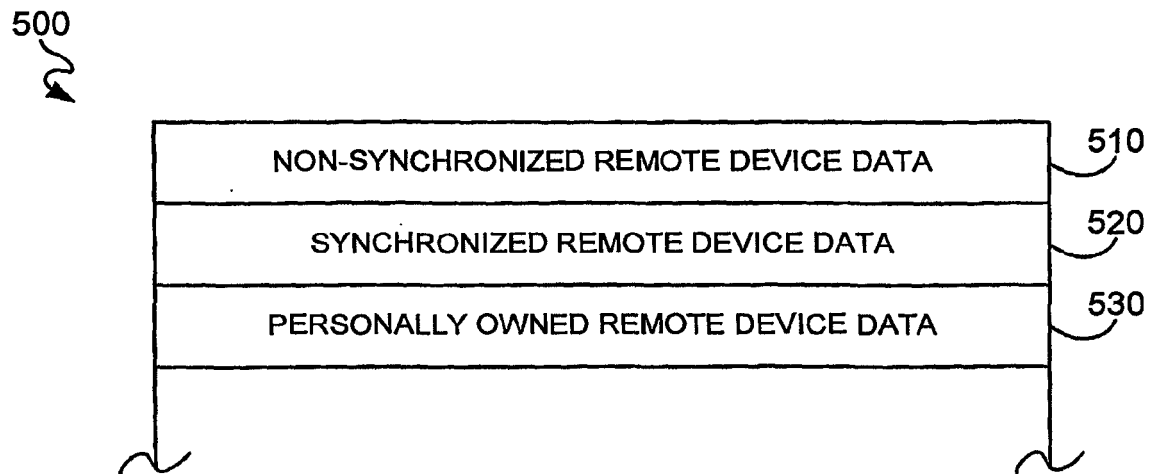 500
NON-SYNCHRONIZED REMOTE DEVICE DATA 510
SYNCHRONIZED REMOTE DEVICE DATA 520
PERSONALLY OWNED REMOTE DEVICE DATA 530